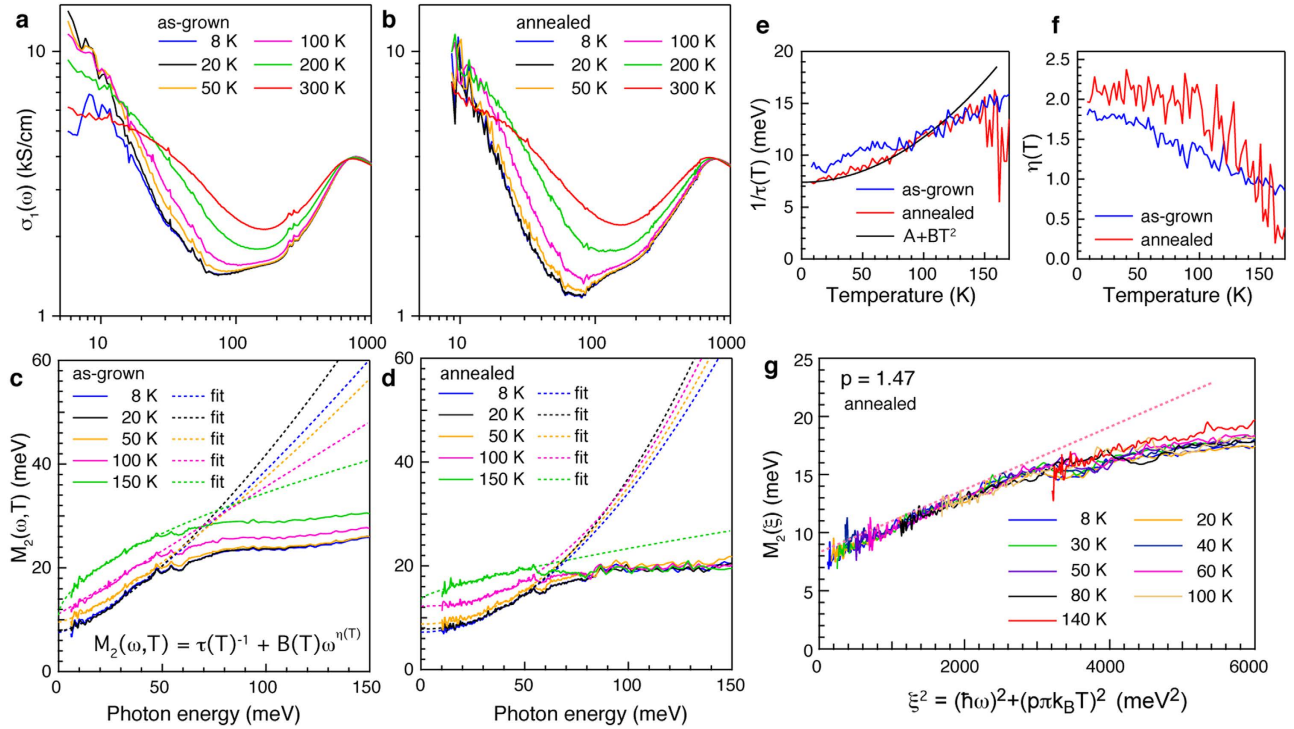 a
as-grown
8 K
20 K
50 K
100 K
200 K
300 K
σ₁(ω) (kS/cm)
10
1
10
100
1000
b
annealed
8 K
20 K
50 K
100 K
200 K
300 K
10
1
10
100
1000
c
as-grown
8 K
20 K
50 K
100 K
150 K
fit
fit
fit
fit
fit
M₂(ω,T) = τ(T)⁻¹ + B(T)ω^η(T)
M₂(ω,T) (meV)
60
40
20
0
0
50
100
150
Photon energy (meV)
d
annealed
8 K
20 K
50 K
100 K
150 K
fit
fit
fit
fit
fit
60
40
20
0
0
50
100
150
Photon energy (meV)
e
1/τ(T) (meV)
20
15
10
5
0
as-grown
annealed
A+BT²
0
50
100
150
Temperature (K)
f
η(T)
2.5
2.0
1.5
1.0
0.5
0.0
as-grown
annealed
0
50
100
150
Temperature (K)
g
p = 1.47
annealed
M₂(ξ) (meV)
25
20
15
10
5
0
8 K
30 K
50 K
80 K
140 K
20 K
40 K
60 K
100 K
0
2000
4000
6000
ξ² = (ħω)²+(pπk_BT)² (meV²)